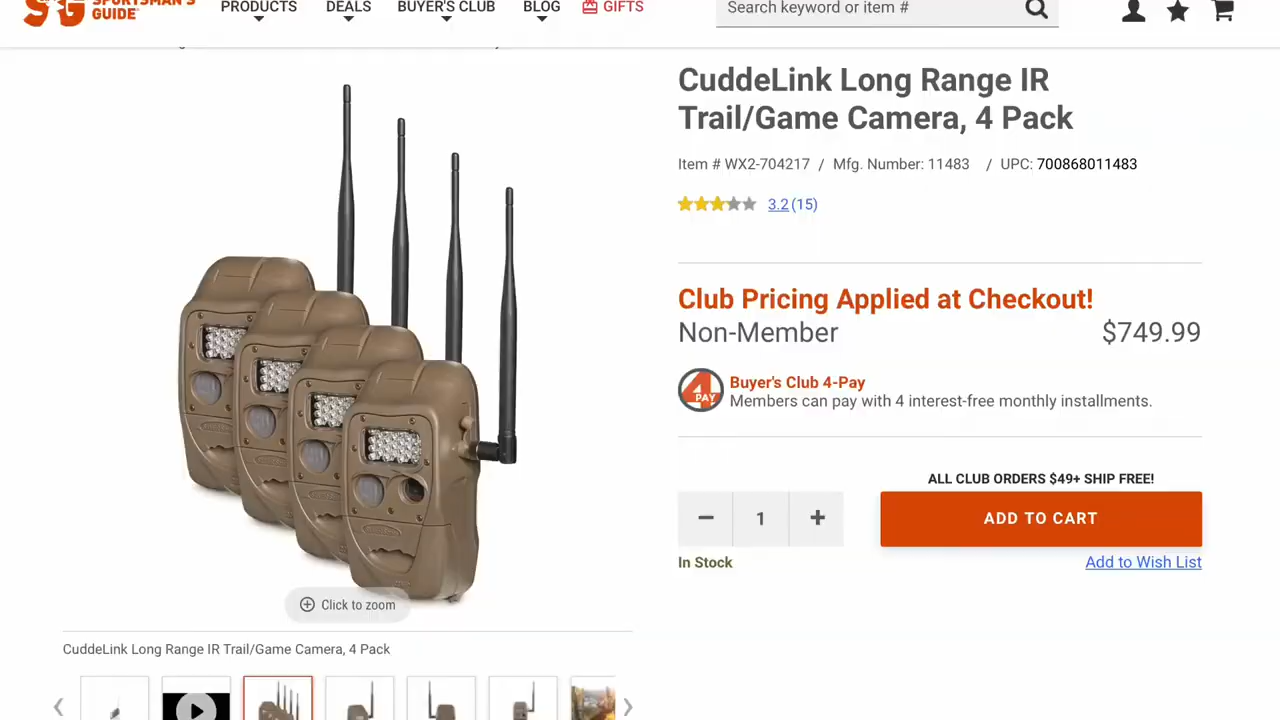 SPORTSMAN'S
GUIDE
PRODUCTS
DEALS
BUYER'S CLUB
BLOG
GIFTS
Search keyword or item #
CuddeLink Long Range IR
Trail/Game Camera, 4 Pack
Item # WX2-704217 / Mfg. Number: 11483 / UPC: 700868011483
3.2 (15)
Club Pricing Applied at Checkout!
Non-Member $749.99
4
PAY
Buyer's Club 4-Pay
Members can pay with 4 interest-free monthly installments.
ALL CLUB ORDERS $49+ SHIP FREE!
1
ADD TO CART
In Stock
Add to Wish List
Click to zoom
CuddeLink Long Range IR Trail/Game Camera, 4 Pack